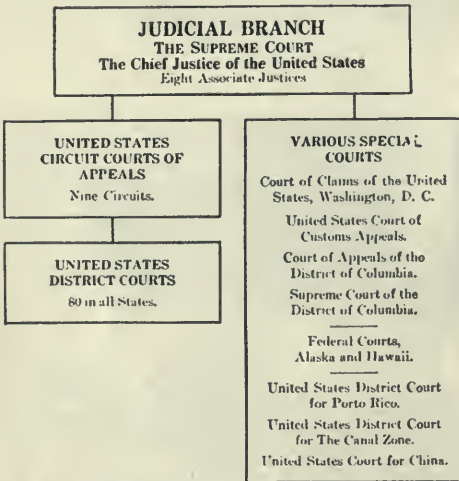 JUDICIAL BRANCH
THE SUPREME COURT
The Chief Justice of the United States
Eight Associate Justices
UNITED STATES
CIRCUIT COURTS OF
APPEALS
Nine Circuits.
UNITED STATES
DISTRICT COURTS
80 in all States.
VARIOUS SPECIAL
COURTS
Court of Claims of the United
States, Washington, D. C.
United States Court of
Customs Appeals.
Court of Appeals of the
District of Columbia.
Supreme Court of the
District of Columbia.
Federal Courts,
Alaska and Hawaii.
United States District Court
for Porto Rico.
United States District Court
for The Canal Zone.
United States Court for China.